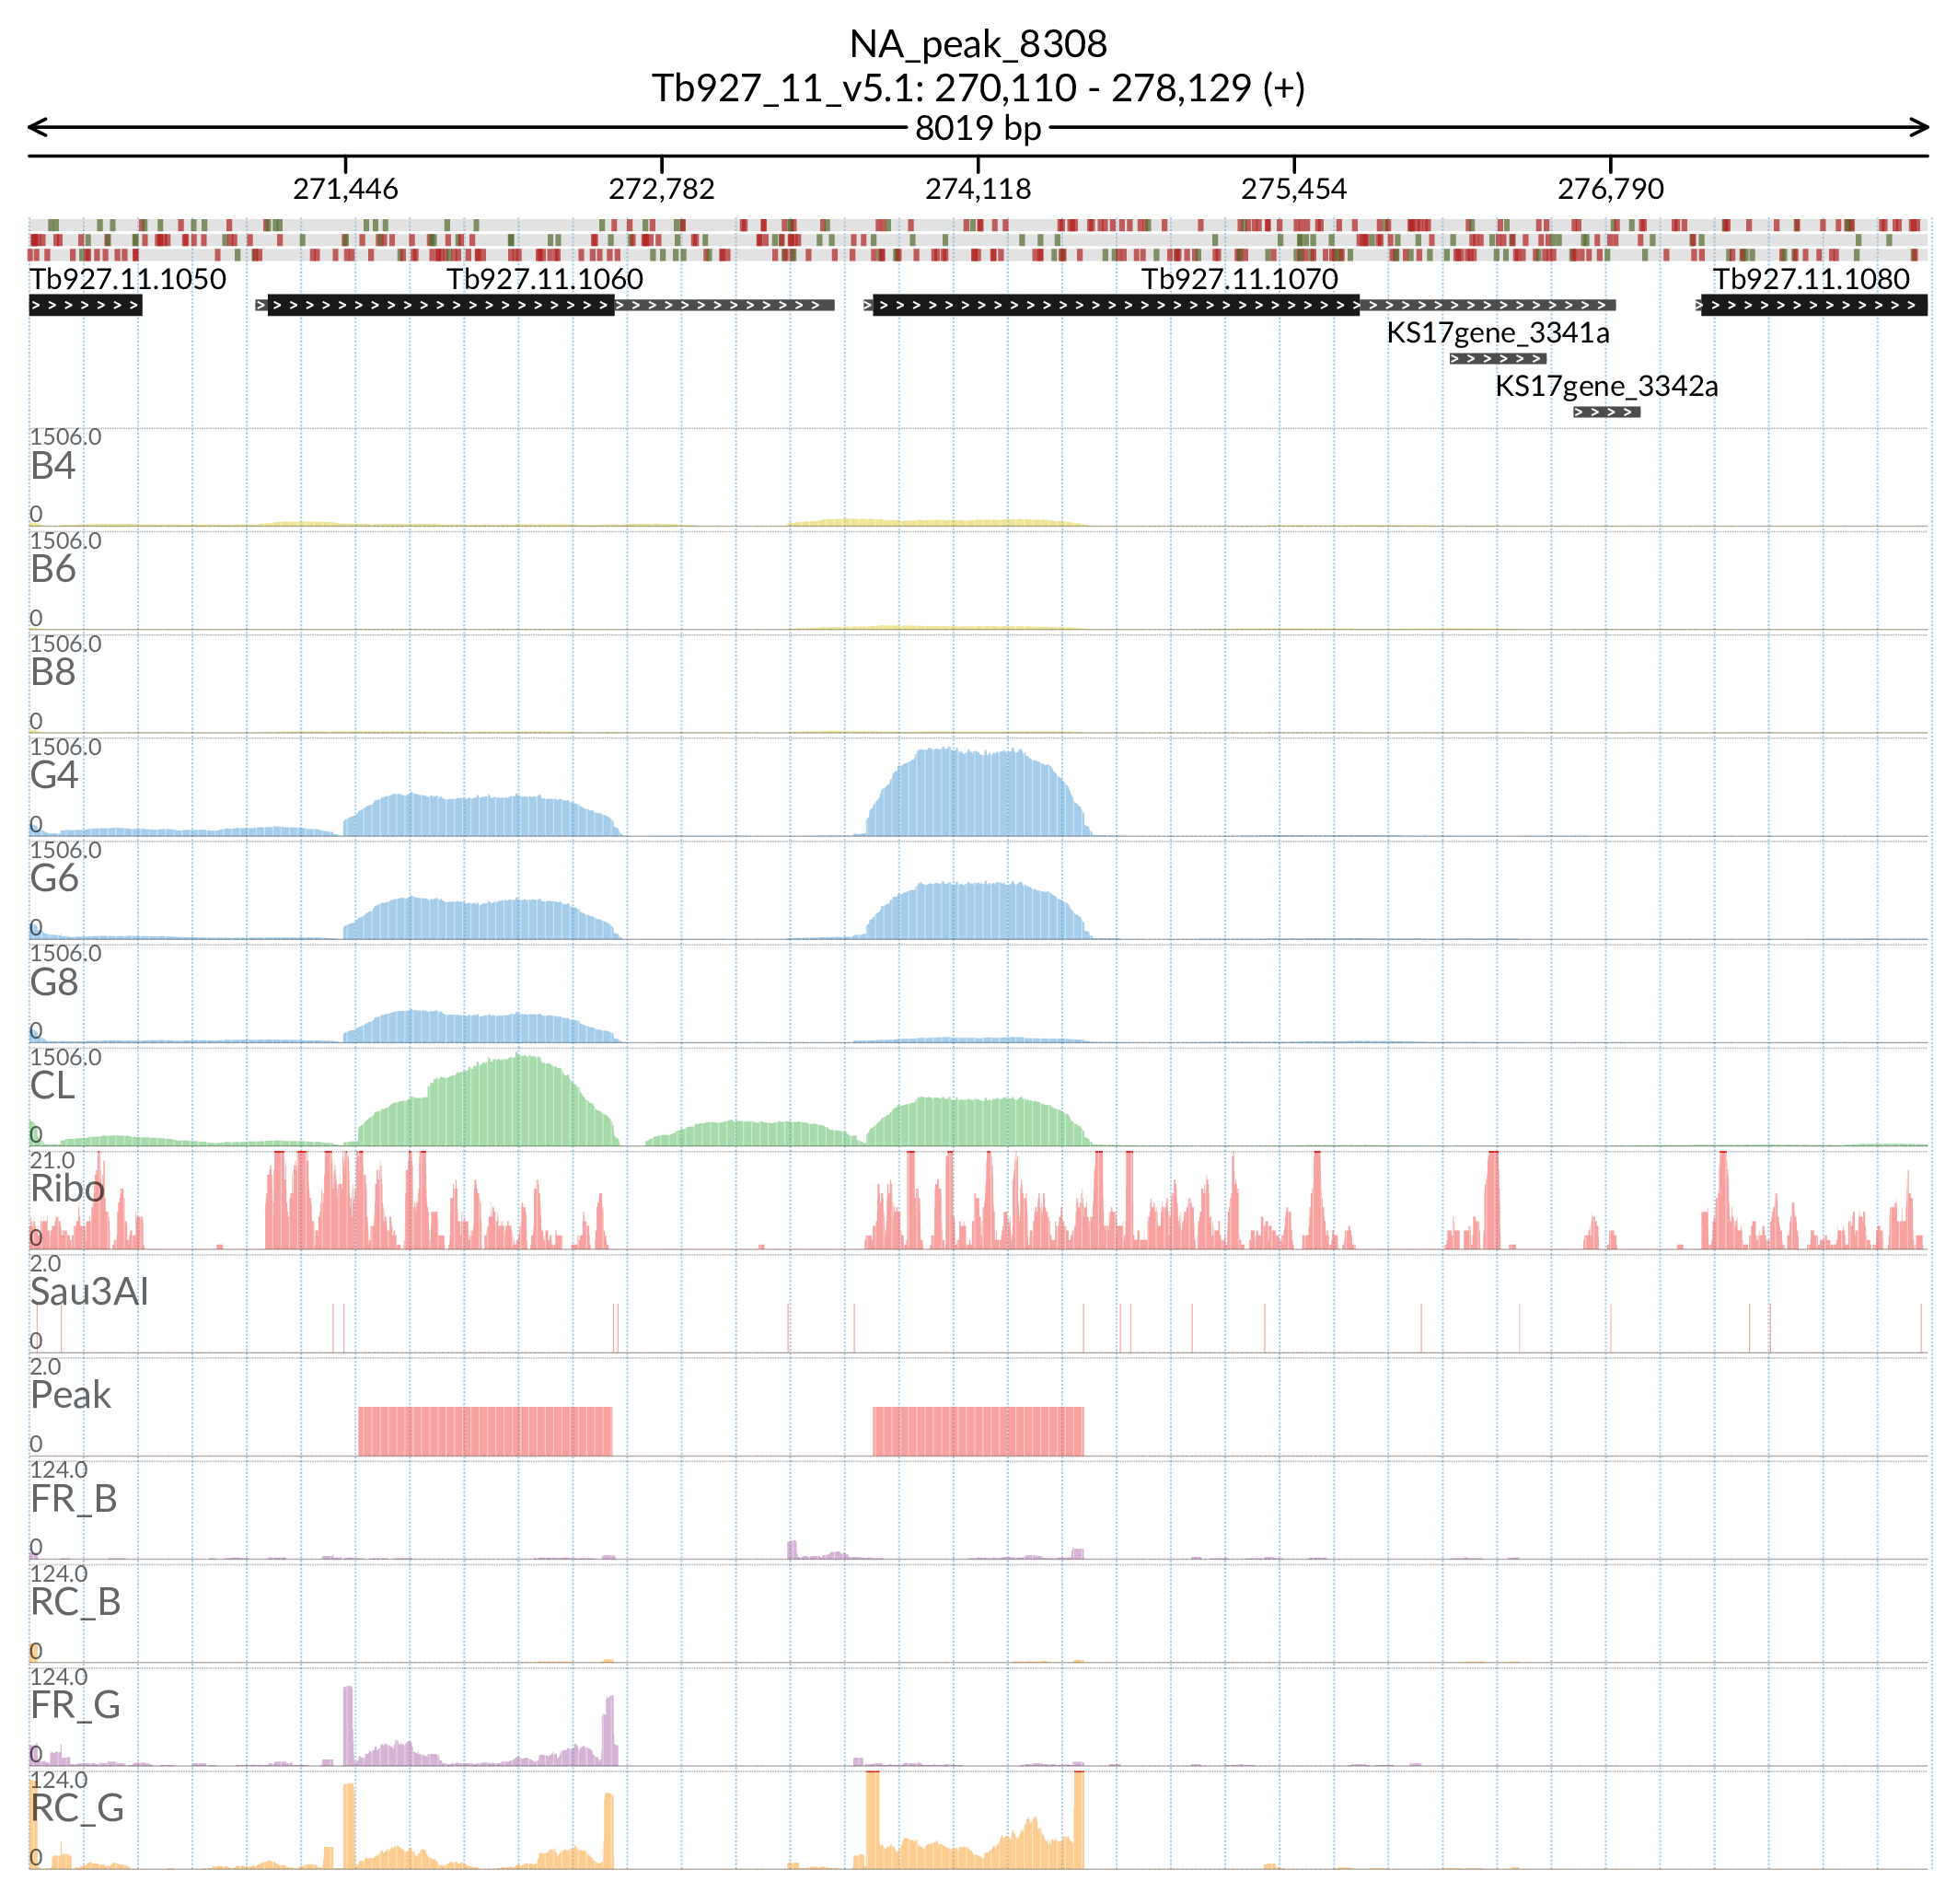 NA_peak_8308
Tb927_11_v5.1: 270,110 - 278,129 (+)
8019 bp
271,446 272,782 274,118 275,454 276,790
Tb927.11.1050 Tb927.11.1060 Tb927.11.1070 Tb927.11.1080
KS17gene_3341a
KS17gene_3342a
1506.0
B4
0
1506.0
B6
0
1506.0
B8
0
1506.0
G4
0
1506.0
G6
0
1506.0
G8
0
1506.0
CL
0
21.0
Ribo
0
2.0
Sau3AI
0
2.0
Peak
0
124.0
FR_B
0
124.0
RC_B
0
124.0
FR_G
0
124.0
RC_G
0